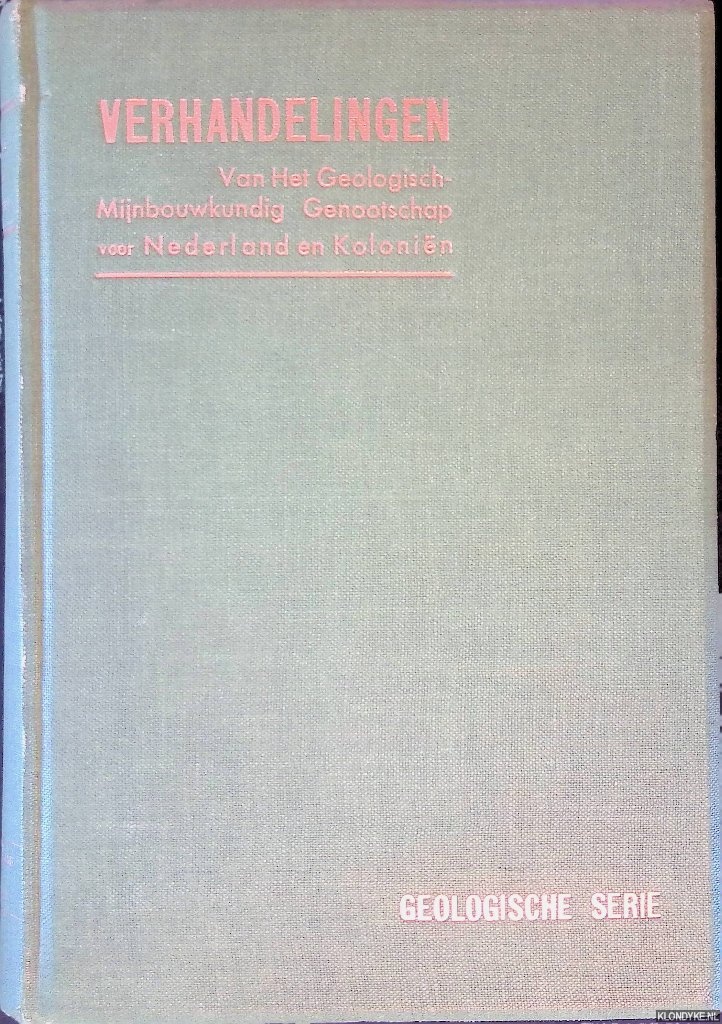 VERHANDELINGEN
Van Het Geologisch-
Mijnbouwkundig Genootschap
voor Nederland en Koloniën
GEOLOGISCHE SERIE
KLONDYKE.NL